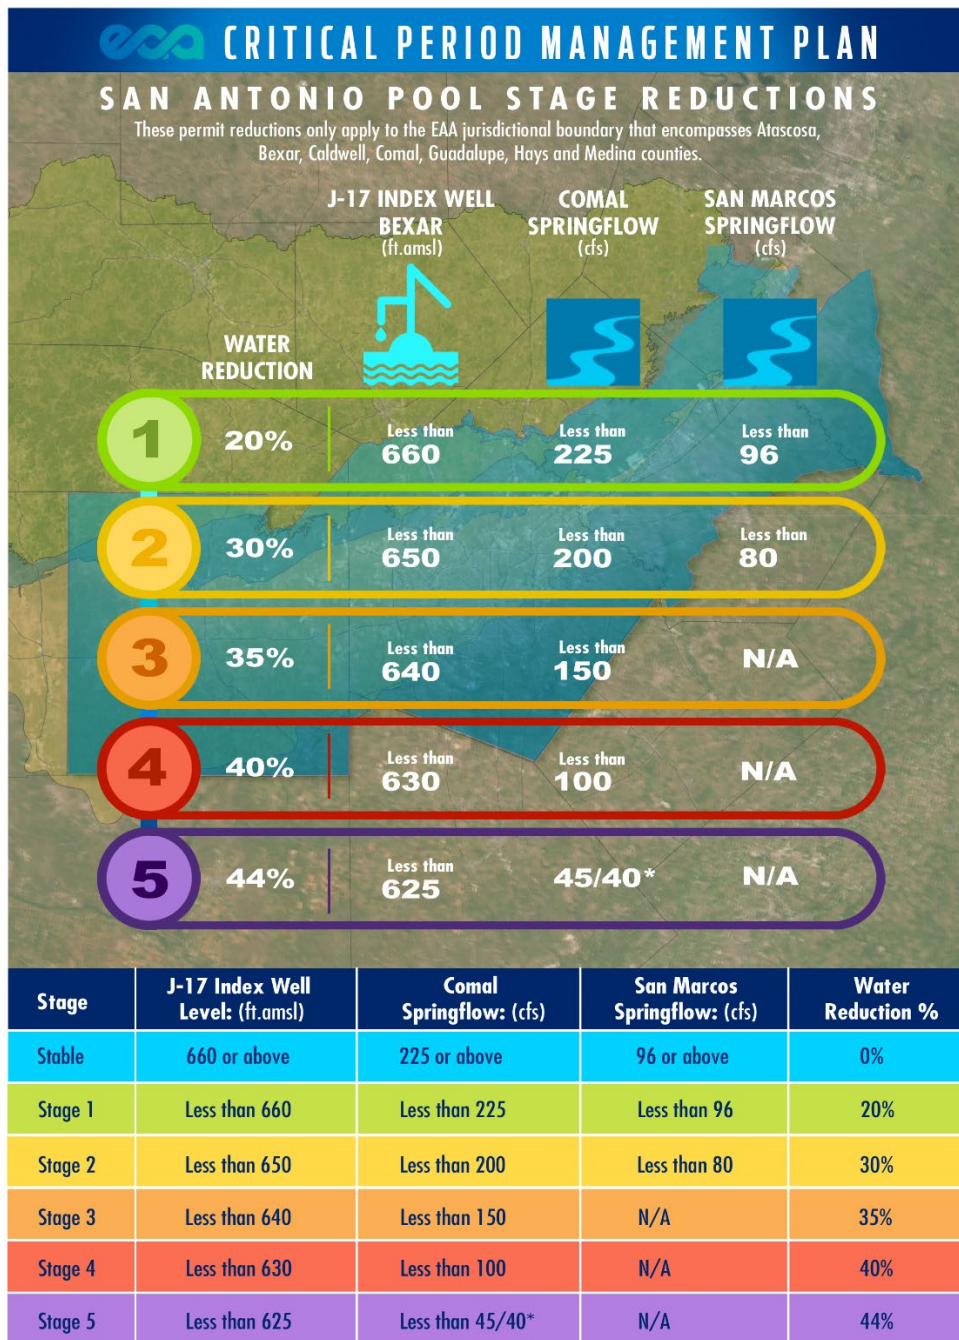 eaa CRITICAL PERIOD MANAGEMENT PLAN
SAN ANTONIO POOL STAGE REDUCTIONS
These permit reductions only apply to the EAA jurisdictional boundary that encompasses Atascosa,
Bexar, Caldwell, Comal, Guadalupe, Hays and Medina counties.
WATER
REDUCTION
J-17 INDEX WELL
BEXAR
(ft.amsl)
COMAL
SPRINGFLOW
(cfs)
SAN MARCOS
SPRINGFLOW
(cfs)
1 20% Less than 660 Less than 225 Less than 96
2 30% Less than 650 Less than 200 Less than 80
3 35% Less than 640 Less than 150 N/A
4 40% Less than 630 Less than 100 N/A
5 44% Less than 625 45/40* N/A
Stage J-17 Index Well Level: (ft.amsl) Comal Springflow: (cfs) San Marcos Springflow: (cfs) Water Reduction %
Stable 660 or above 225 or above 96 or above 0%
Stage 1 Less than 660 Less than 225 Less than 96 20%
Stage 2 Less than 650 Less than 200 Less than 80 30%
Stage 3 Less than 640 Less than 150 N/A 35%
Stage 4 Less than 630 Less than 100 N/A 40%
Stage 5 Less than 625 Less than 45/40* N/A 44%